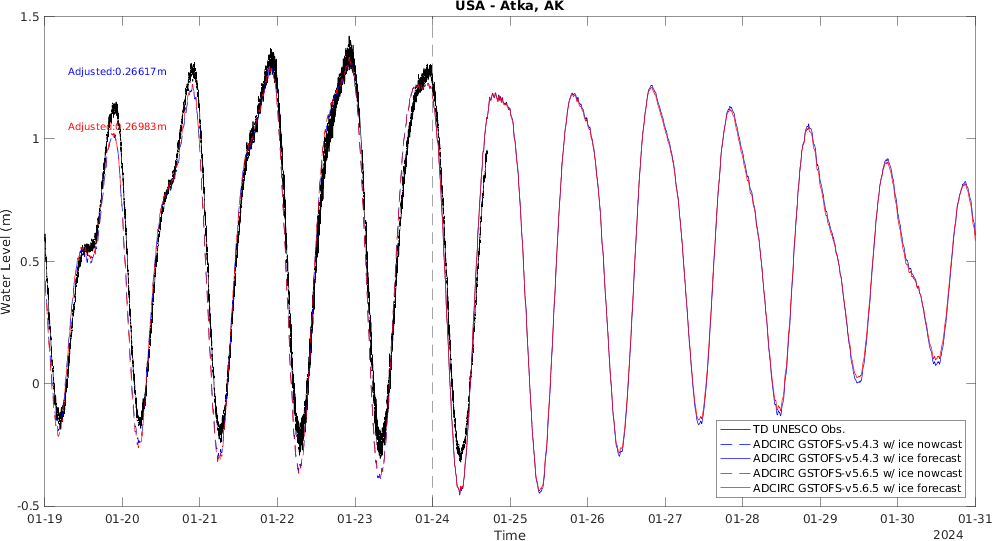 USA - Atka, AK
1.5
1
0.5
0
-0.5
Water Level (m)
Adjusted:0.26617m
Adjusted:0.26983m
TD UNESCO Obs.
ADCIRC GSTOFS-v5.4.3 w/ ice nowcast
ADCIRC GSTOFS-v5.4.3 w/ ice forecast
ADCIRC GSTOFS-v5.6.5 w/ ice nowcast
ADCIRC GSTOFS-v5.6.5 w/ ice forecast
01-19 01-20 01-21 01-22 01-23 01-24 01-25 01-26 01-27 01-28 01-29 01-30 01-31
Time
2024